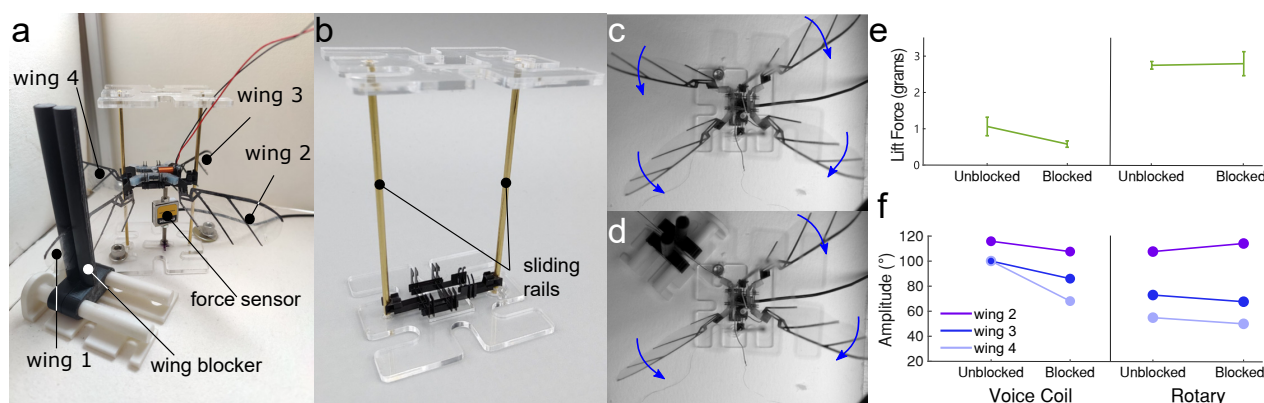 a
wing 4
wing 3
wing 2
force sensor
wing 1
wing blocker
b
sliding
rails
c
d
e
Lift Force (grams)
3
2
1
0
Unblocked
Blocked
Unblocked
Blocked
f
Amplitude (°)
120
100
80
60
40
20
wing 2
wing 3
wing 4
Unblocked
Blocked
Unblocked
Blocked
Voice Coil
Rotary